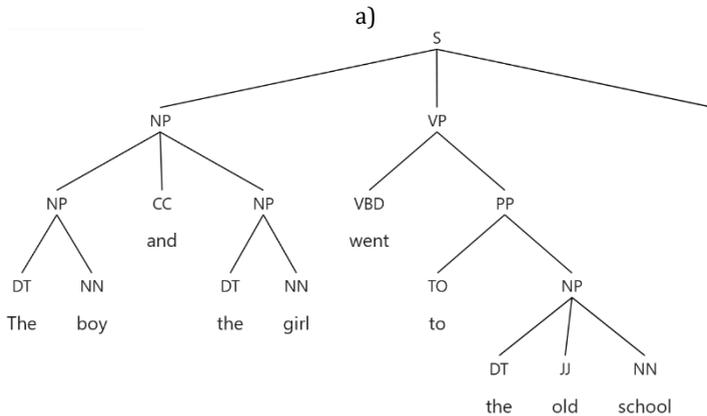 a)
S
NP VP
NP CC NP VBD PP
and went
DT NN DT NN TO NP
The boy the girl to
DT JJ NN
the old school